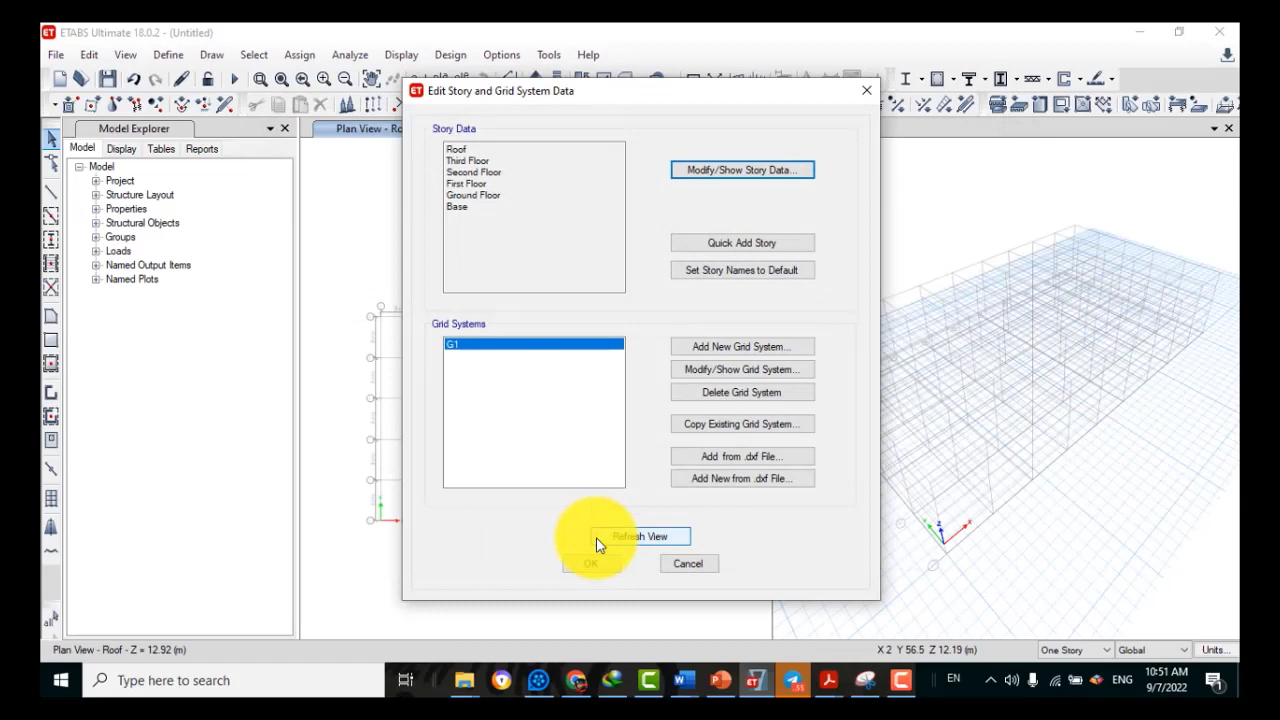 ETABS Ultimate 18.0.2 - (Untitled)
File Edit View Define Draw Select Assign Analyze Display Design Options Tools Help
Model Explorer
Plan View - Ro
Model Display Tables Reports
Model
Project
Structure Layout
Properties
Structural Objects
Groups
Loads
Named Output Items
Named Plots
Edit Story and Grid System Data
Story Data
Roof
Third Floor
Second Floor
First Floor
Ground Floor
Base
Modify/Show Story Data...
Quick Add Story
Set Story Names to Default
Grid Systems
G1
Add New Grid System...
Modify/Show Grid System...
Delete Grid System
Copy Existing Grid System...
Add from .dxf File...
Add New from .dxf File...
Refresh View
OK
Cancel
Plan View - Roof - Z = 12.92 (m)
X 2 Y 56.5 Z 12.19 (m)
One Story
Global
Units...
Type here to search
EN
ENG
10:51 AM
9/7/2022